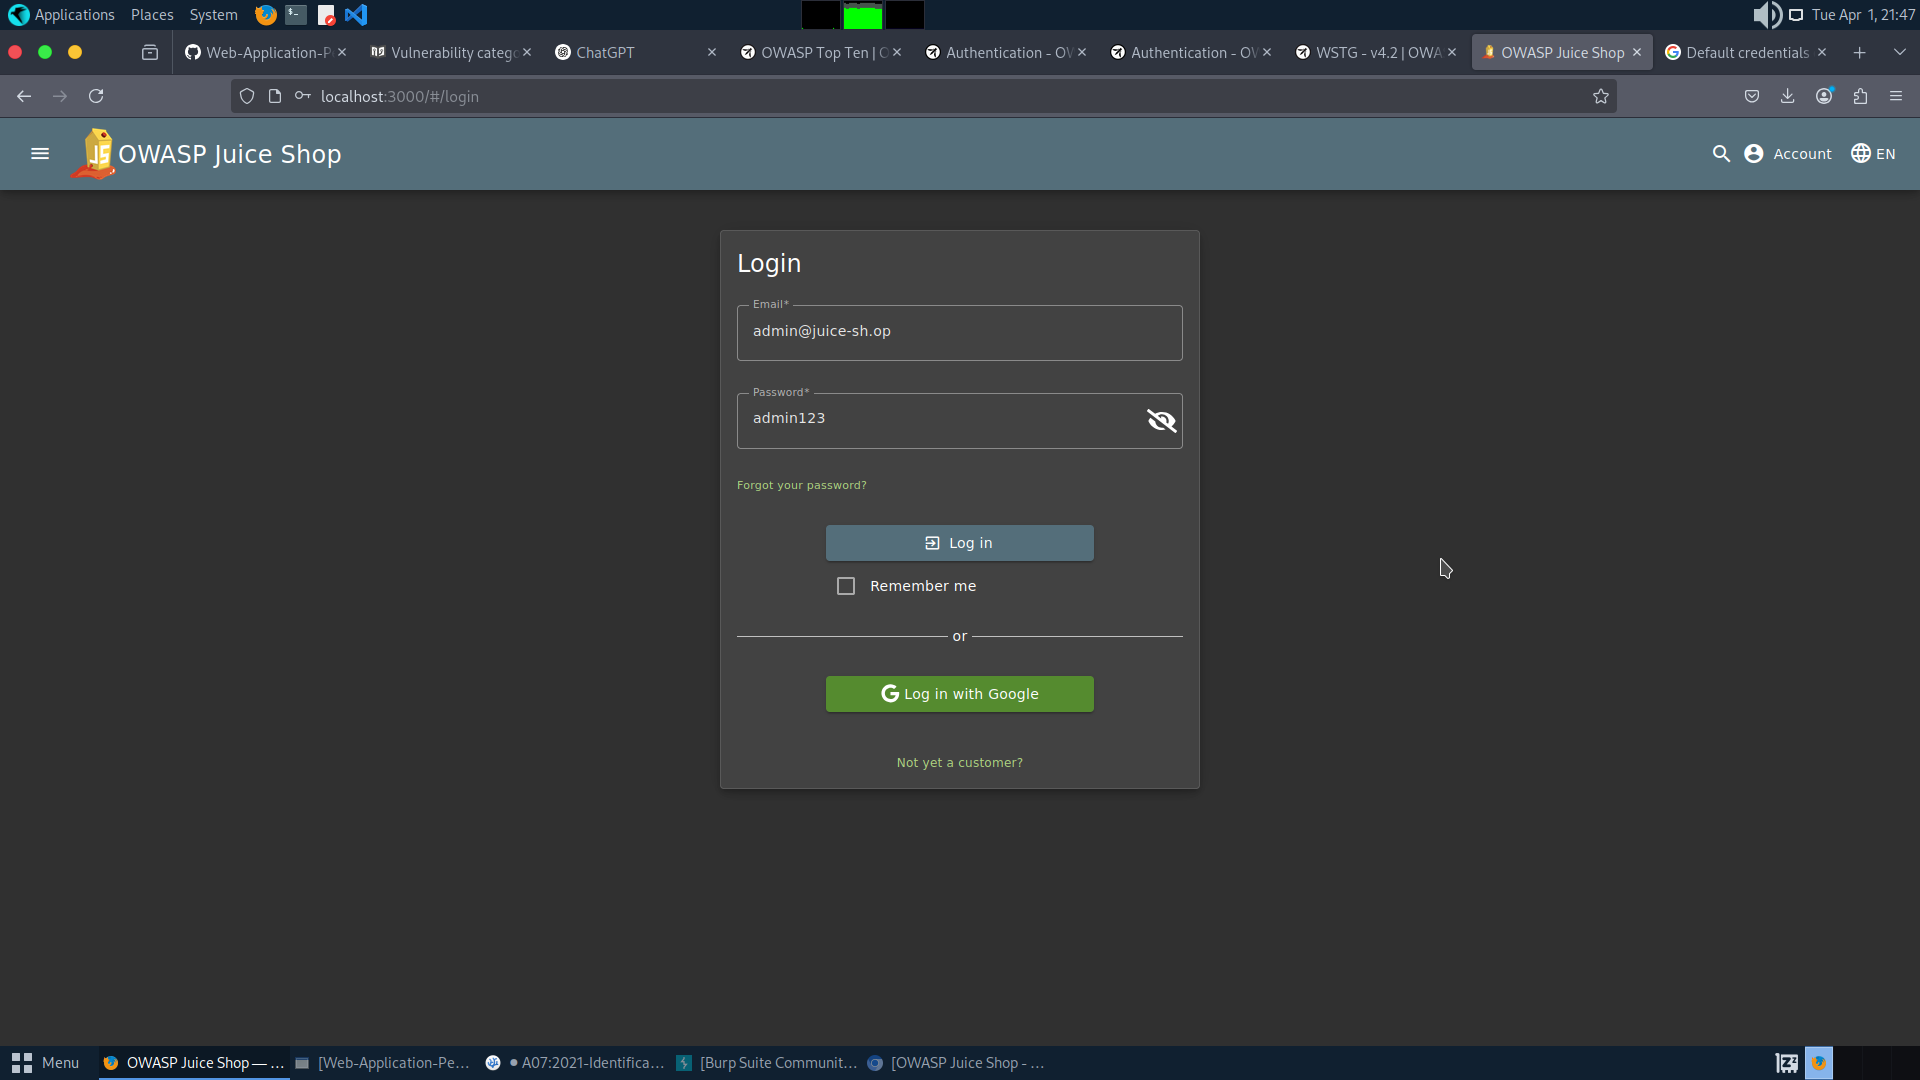 Applications Places System Tue Apr 1, 21:47
Web-Application-P Vulnerability catego ChatGPT OWASP Top Ten | O Authentication - OW Authentication - OW WSTG - v4.2 | OWA OWASP Juice Shop Default credentials
localhost:3000/#/login
OWASP Juice Shop Account EN
Login
Email*
admin@juice-sh.op
Password*
admin123
Forgot your password?
Log in
Remember me
or
Log in with Google
Not yet a customer?
Menu OWASP Juice Shop — ... [Web-Application-Pe... • A07:2021-Identifica... [Burp Suite Communit... [OWASP Juice Shop - ...